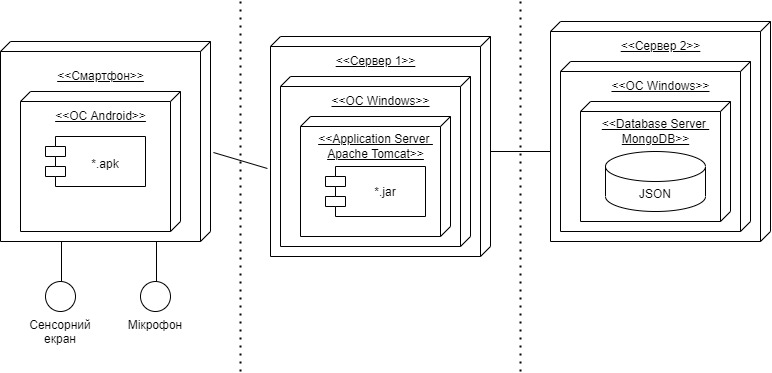 <<Смартфон>>
<<ОС Android>>
*.apk
Сенсорний
екран
Мікрофон
<<Сервер 1>>
<<ОС Windows>>
<<Application Server
Apache Tomcat>>
*.jar
<<Сервер 2>>
<<ОС Windows>>
<<Database Server
MongoDB>>
JSON